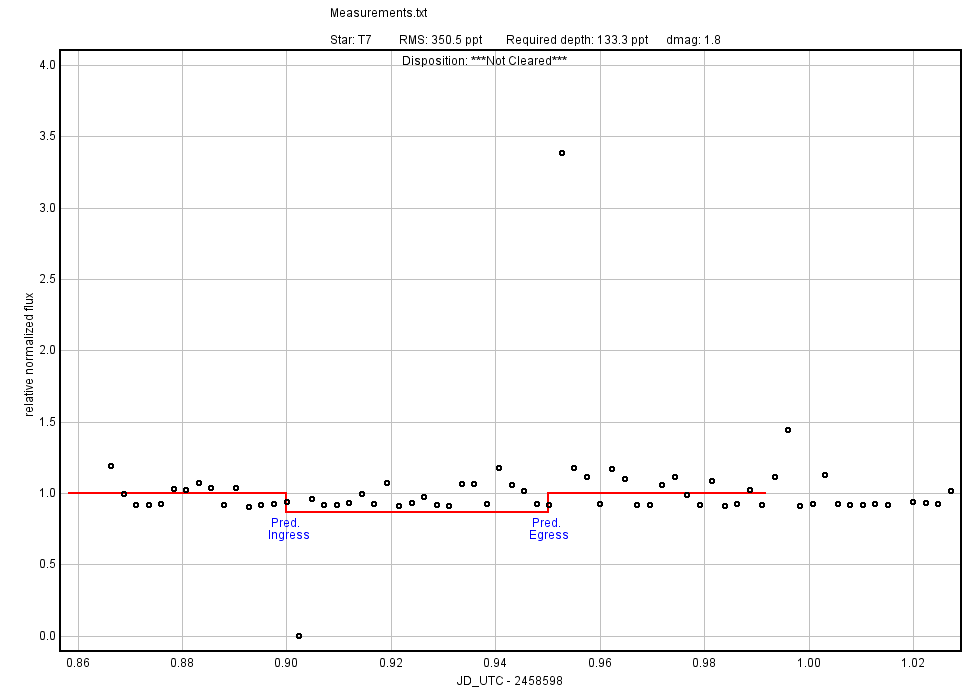 Measurements.txt
Star: T7 RMS: 350.5 ppt Required depth: 133.3 ppt dmag: 1.8
Disposition: ***Not Cleared***
4.0
3.5
3.0
2.5
2.0
1.5
1.0
0.5
0.0
relative normalized flux
Pred.
Ingress
Pred.
Egress
0.86 0.88 0.90 0.92 0.94 0.96 0.98 1.00 1.02
JD_UTC - 2458598